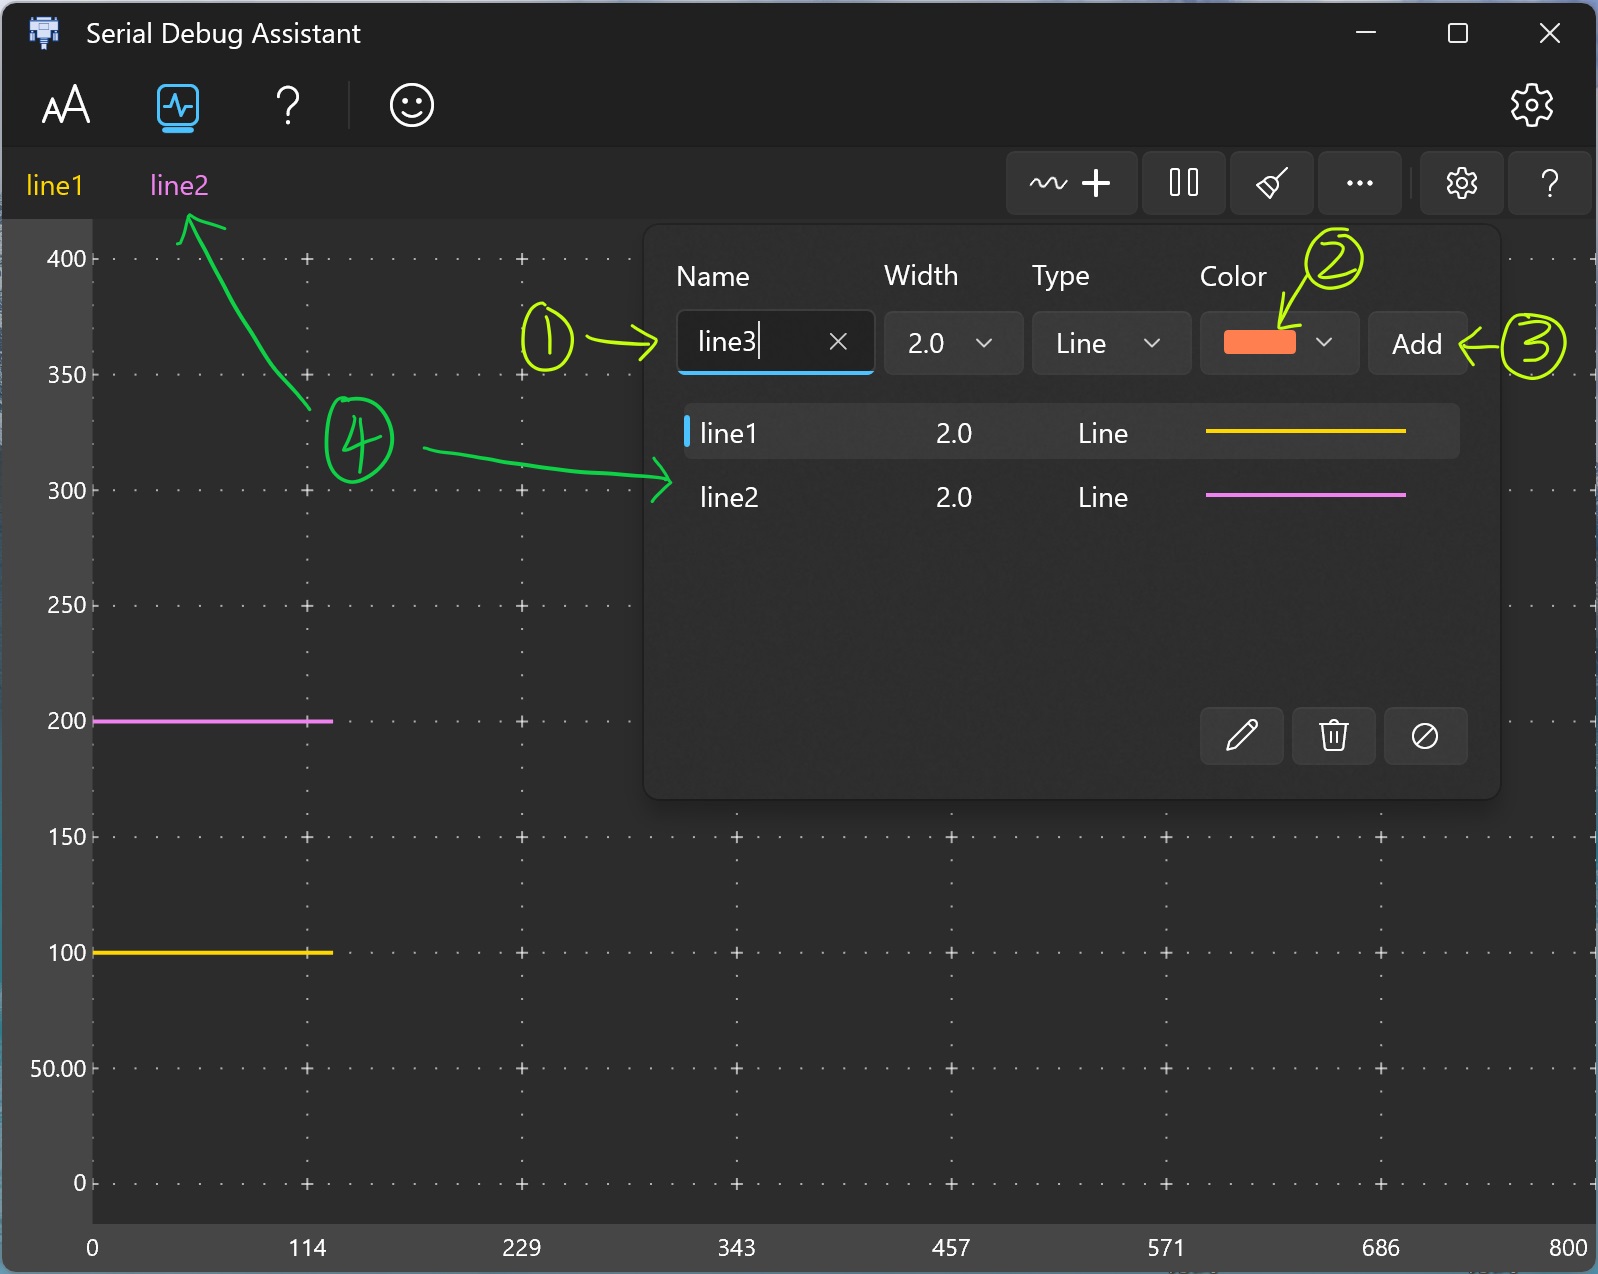 Serial Debug Assistant
AA ?
line1 line2 ?
Name Width Type Color
line3 2.0 Line Add
line1 2.0 Line
line2 2.0 Line
① ② ③ ④
400
350
300
250
200
150
100
50.00
0
0 114 229 343 457 571 686 800